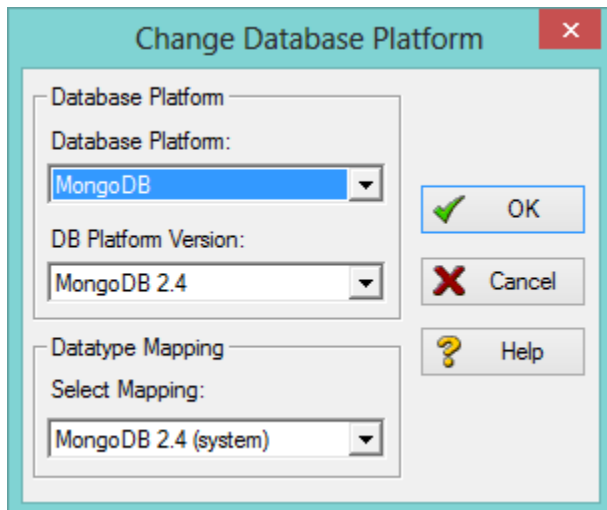 Change Database Platform
Database Platform
Database Platform:
MongoDB
DB Platform Version:
MongoDB 2.4
Datatype Mapping
Select Mapping:
MongoDB 2.4 (system)
OK
Cancel
Help